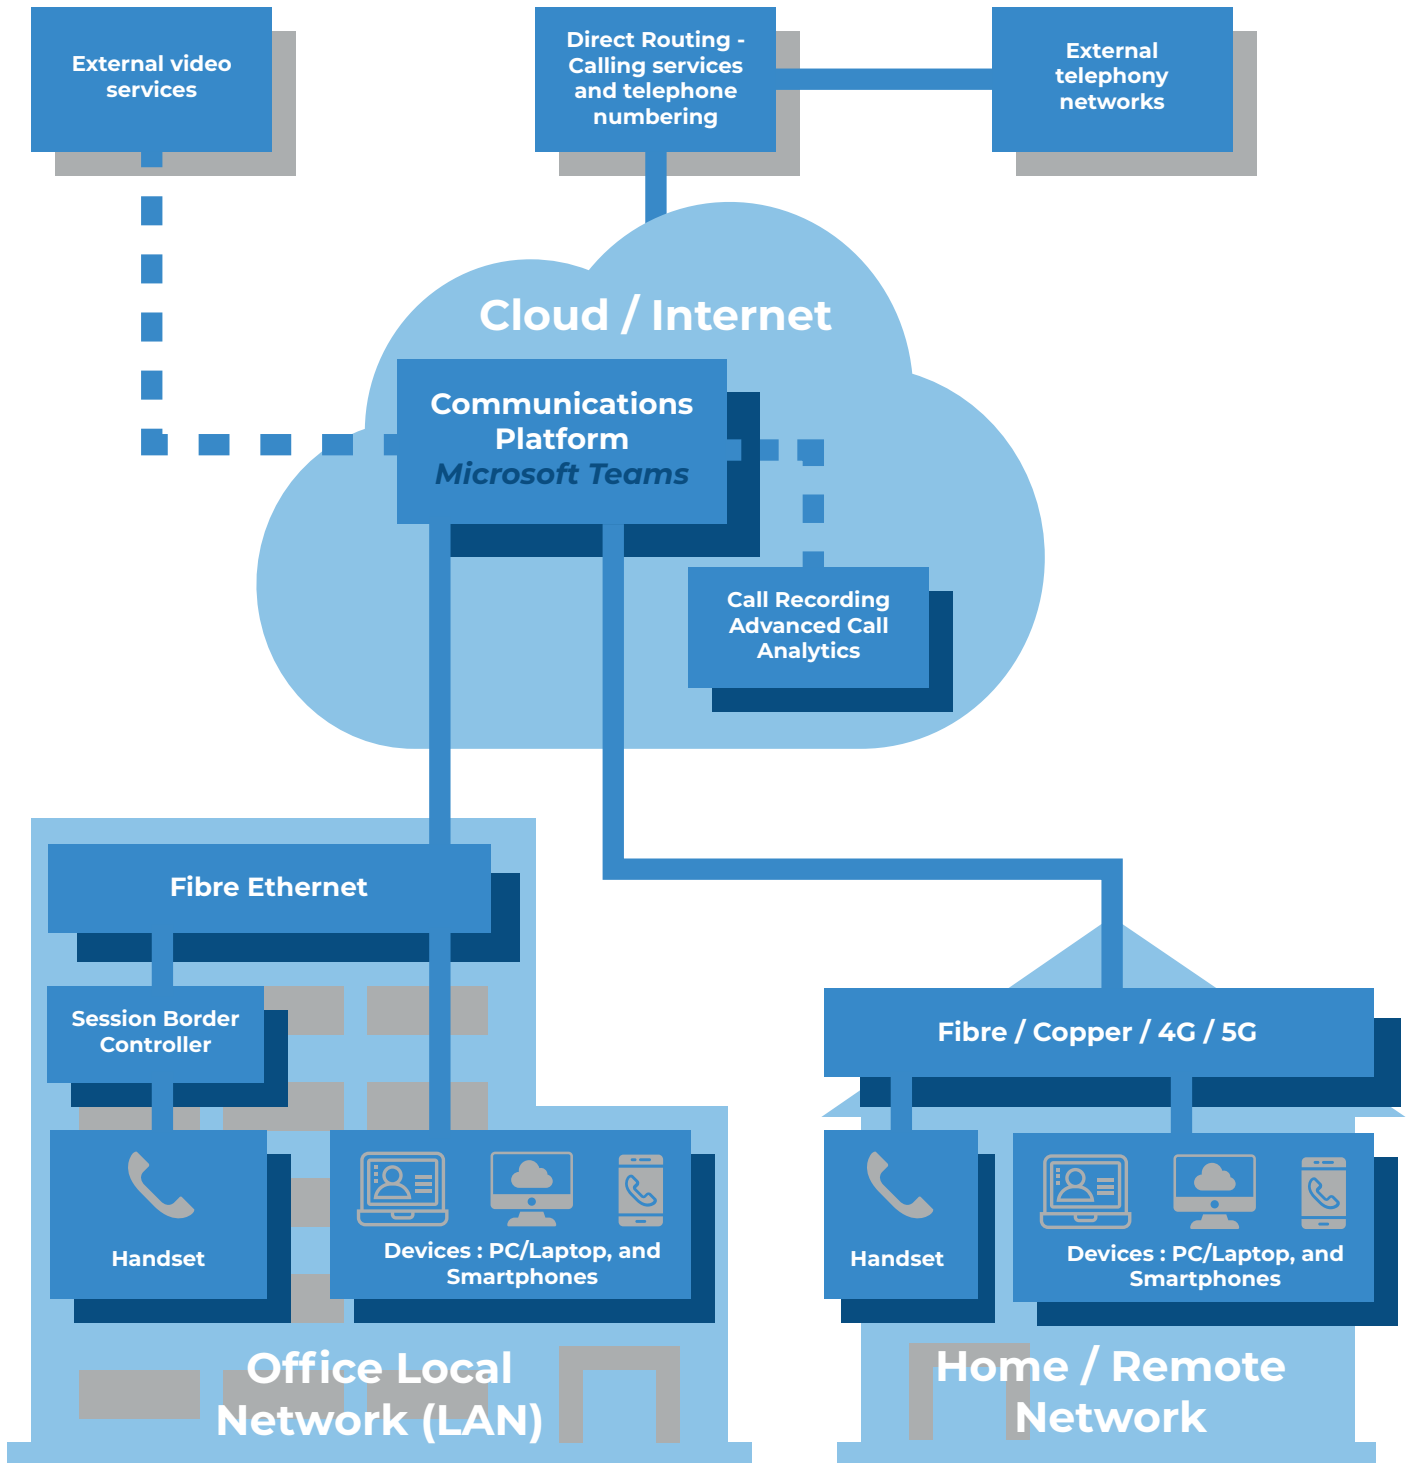 External video
services
Direct Routing -
Calling services
and telephone
numbering
External
telephony
networks
Cloud / Internet
Communications
Platform
Microsoft Teams
Call Recording
Advanced Call
Analytics
Fibre Ethernet
Session Border
Controller
Handset
Devices : PC/Laptop, and
Smartphones
Office Local
Network (LAN)
Fibre / Copper / 4G / 5G
Handset
Devices : PC/Laptop, and
Smartphones
Home / Remote
Network